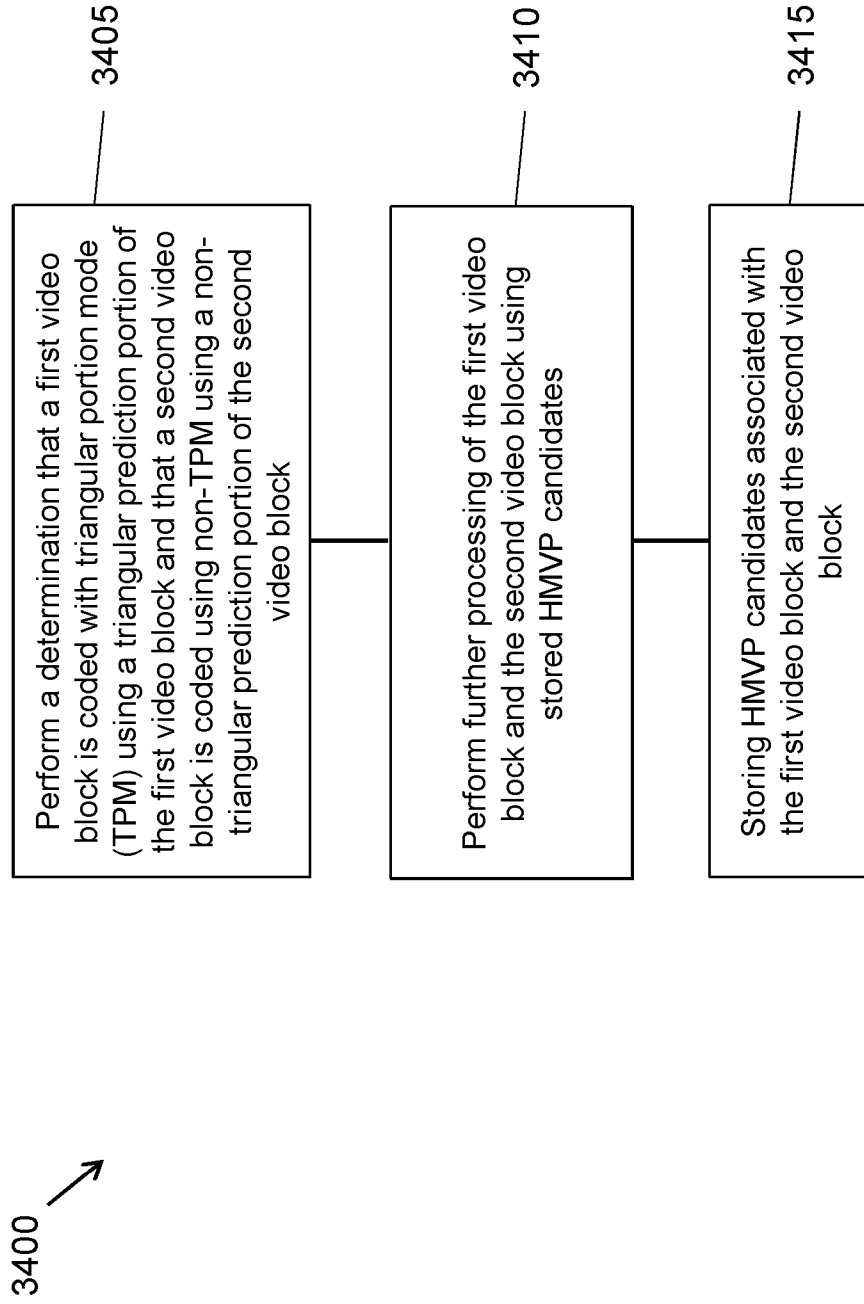 3400
Perform a determination that a first video
block is coded with triangular portion mode
(TPM) using a triangular prediction portion of
the first video block and that a second video
block is coded using non-TPM using a non-
triangular prediction portion of the second
video block
3405
Perform further processing of the first video
block and the second video block using
stored HMVP candidates
3410
Storing HMVP candidates associated with
the first video block and the second video
block
3415